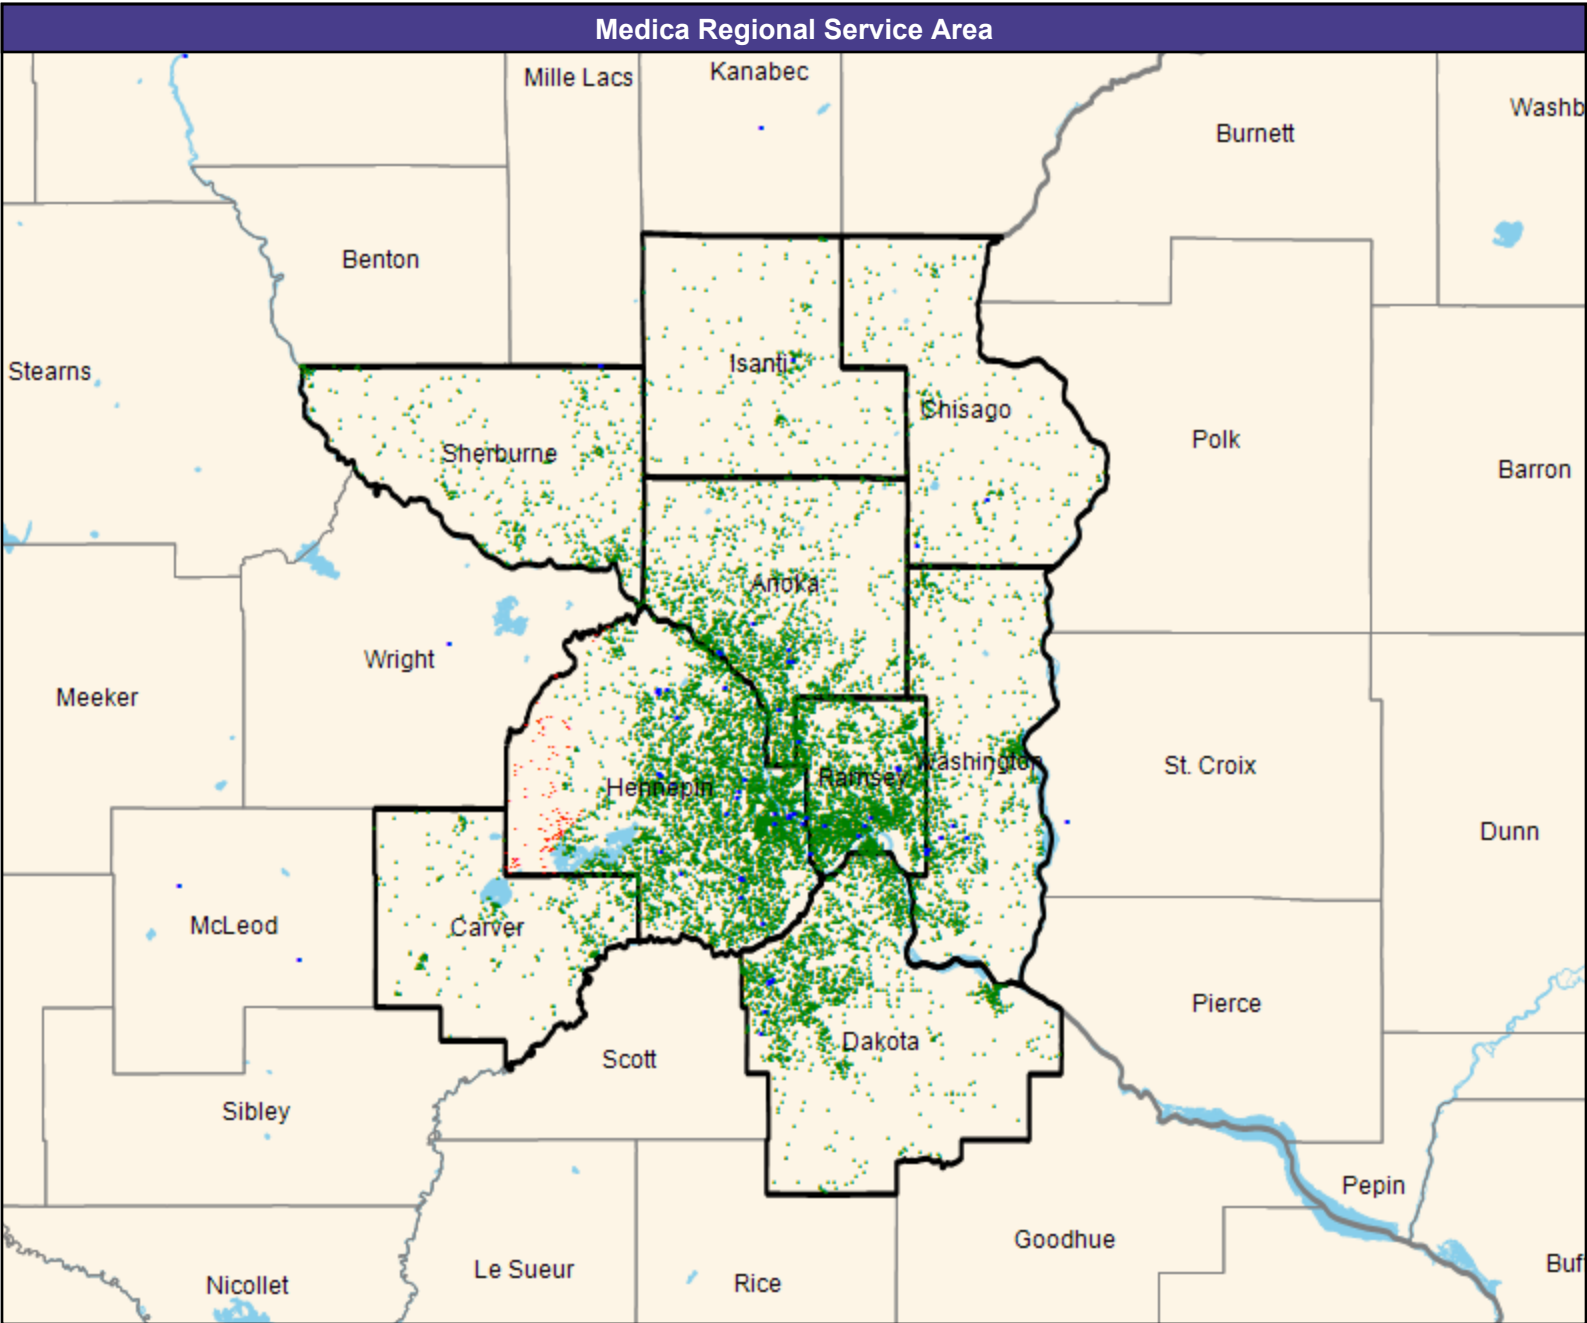 Medica Regional Service Area
Mille Lacs
Kanabec
Washb
Burnett
Benton
Stearns
Isanti
Chisago
Polk
Sherburne
Barron
Anoka
Wright
Meeker
Hennepin
Ramsey
Washington
St. Croix
Dunn
McLeod
Carver
Pierce
Scott
Dakota
Sibley
Pepin
Goodhue
Buf
Le Sueur
Rice
Nicollet